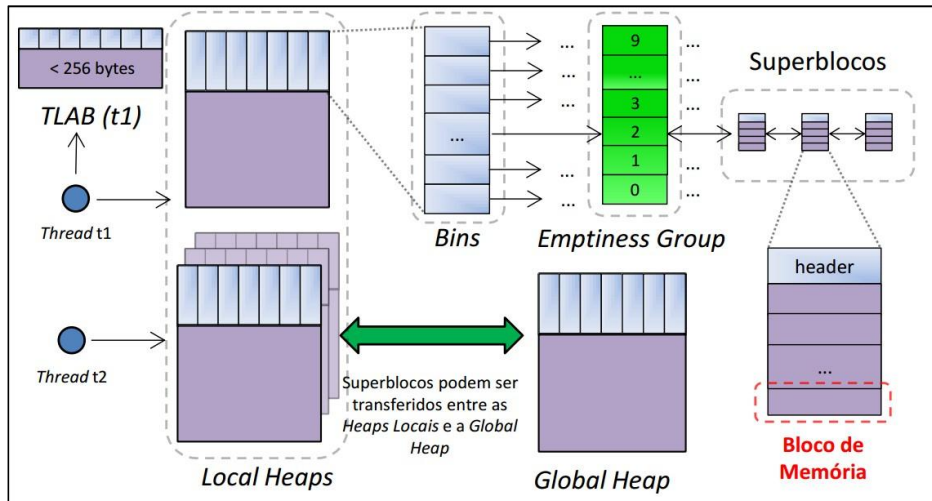 < 256 bytes
TLAB (t1)
Thread t1
Thread t2
Local Heaps
...
Bins
...
...
...
...
...
9
...
3
2
1
0
...
...
...
...
Emptiness Group
Superblocos
header
...
Bloco de
Memória
Superblocos podem ser
transferidos entre as
Heaps Locais e a Global
Heap
Global Heap